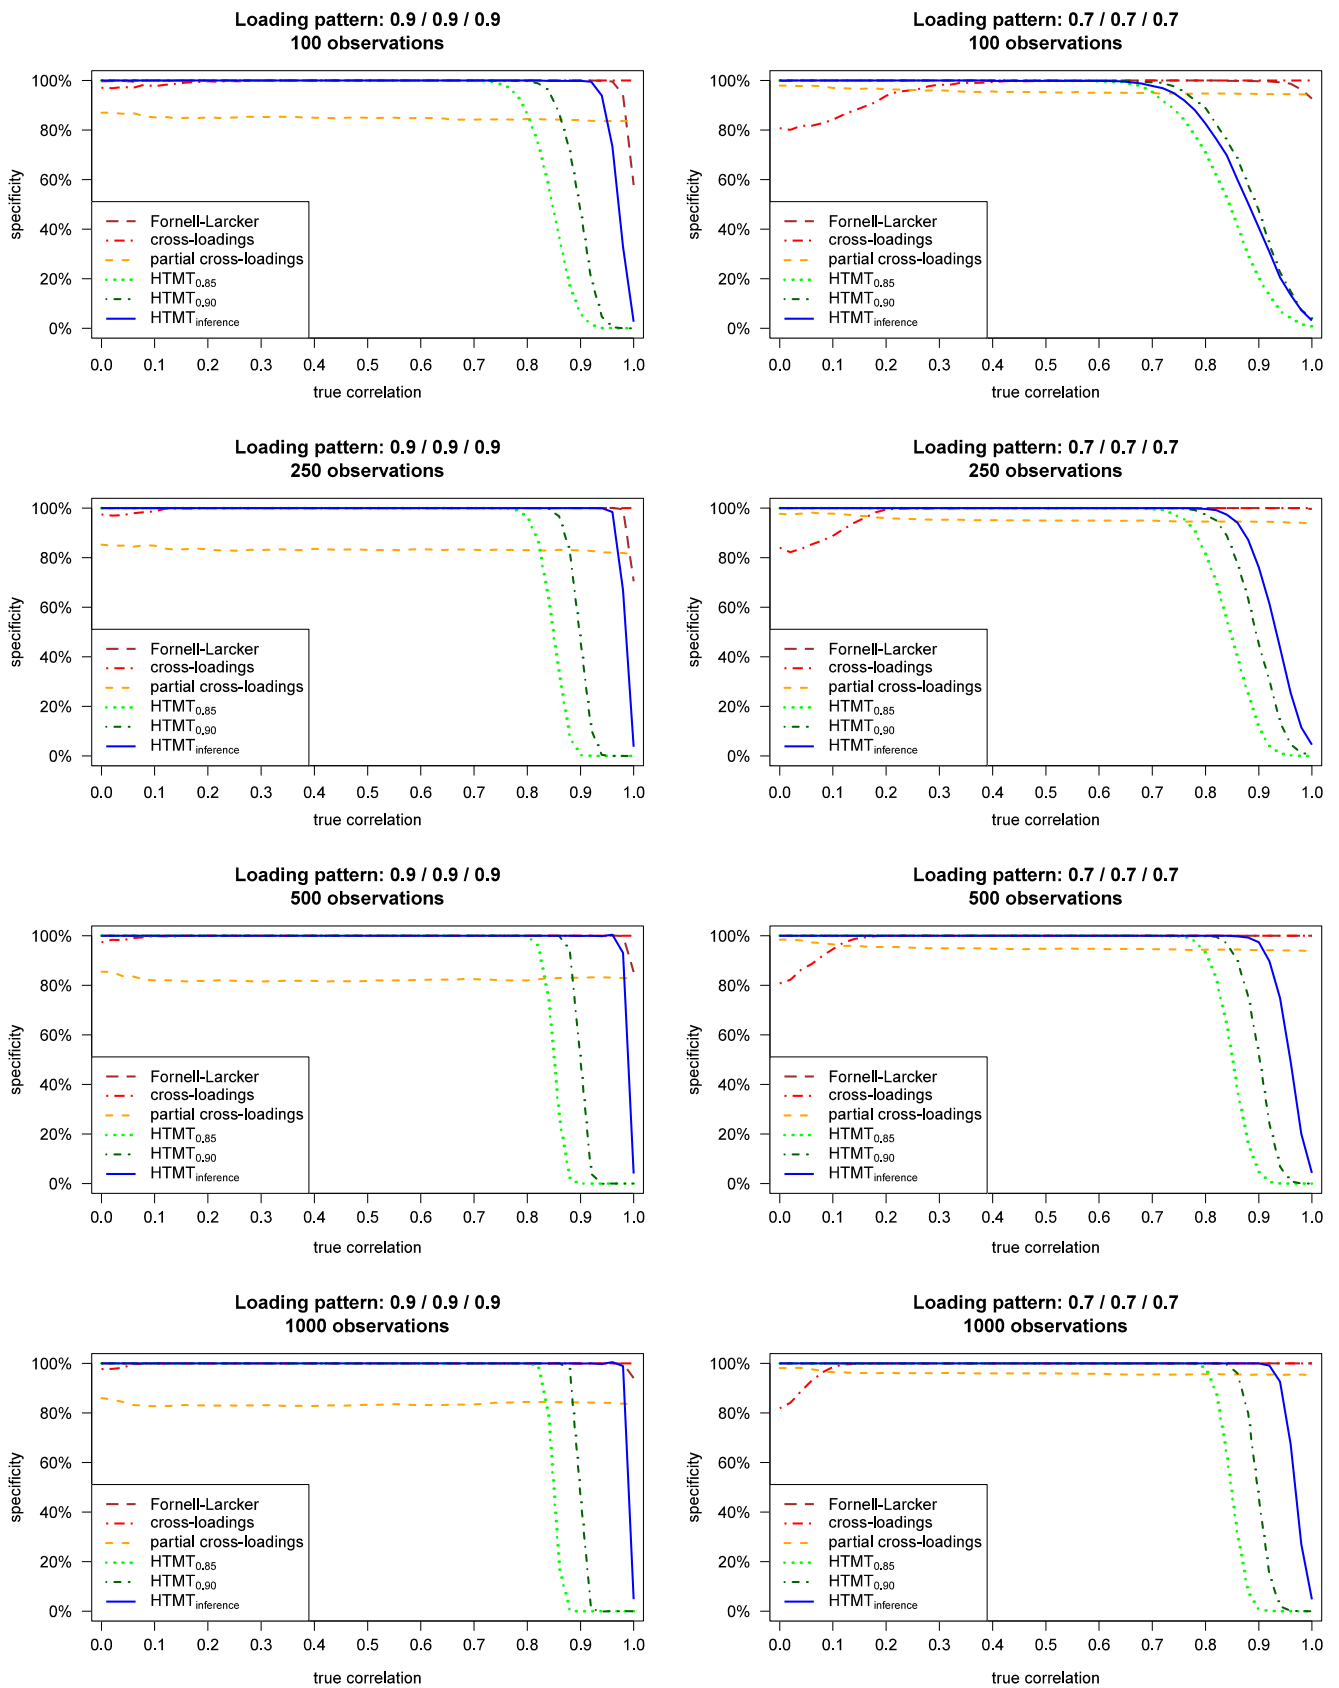 Loading pattern: 0.9 / 0.9 / 0.9
100 observations
100%
80%
60%
40%
20%
0%
specificity
Fornell-Larcker
cross-loadings
partial cross-loadings
HTMT0.85
HTMT0.90
HTMTinference
0.0 0.1 0.2 0.3 0.4 0.5 0.6 0.7 0.8 0.9 1.0
true correlation
Loading pattern: 0.7 / 0.7 / 0.7
100 observations
100%
80%
60%
40%
20%
0%
specificity
Fornell-Larcker
cross-loadings
partial cross-loadings
HTMT0.85
HTMT0.90
HTMTinference
0.0 0.1 0.2 0.3 0.4 0.5 0.6 0.7 0.8 0.9 1.0
true correlation
Loading pattern: 0.9 / 0.9 / 0.9
250 observations
100%
80%
60%
40%
20%
0%
specificity
Fornell-Larcker
cross-loadings
partial cross-loadings
HTMT0.85
HTMT0.90
HTMTinference
0.0 0.1 0.2 0.3 0.4 0.5 0.6 0.7 0.8 0.9 1.0
true correlation
Loading pattern: 0.7 / 0.7 / 0.7
250 observations
100%
80%
60%
40%
20%
0%
specificity
Fornell-Larcker
cross-loadings
partial cross-loadings
HTMT0.85
HTMT0.90
HTMTinference
0.0 0.1 0.2 0.3 0.4 0.5 0.6 0.7 0.8 0.9 1.0
true correlation
Loading pattern: 0.9 / 0.9 / 0.9
500 observations
100%
80%
60%
40%
20%
0%
specificity
Fornell-Larcker
cross-loadings
partial cross-loadings
HTMT0.85
HTMT0.90
HTMTinference
0.0 0.1 0.2 0.3 0.4 0.5 0.6 0.7 0.8 0.9 1.0
true correlation
Loading pattern: 0.7 / 0.7 / 0.7
500 observations
100%
80%
60%
40%
20%
0%
specificity
Fornell-Larcker
cross-loadings
partial cross-loadings
HTMT0.85
HTMT0.90
HTMTinference
0.0 0.1 0.2 0.3 0.4 0.5 0.6 0.7 0.8 0.9 1.0
true correlation
Loading pattern: 0.9 / 0.9 / 0.9
1000 observations
100%
80%
60%
40%
20%
0%
specificity
Fornell-Larcker
cross-loadings
partial cross-loadings
HTMT0.85
HTMT0.90
HTMTinference
0.0 0.1 0.2 0.3 0.4 0.5 0.6 0.7 0.8 0.9 1.0
true correlation
Loading pattern: 0.7 / 0.7 / 0.7
1000 observations
100%
80%
60%
40%
20%
0%
specificity
Fornell-Larcker
cross-loadings
partial cross-loadings
HTMT0.85
HTMT0.90
HTMTinference
0.0 0.1 0.2 0.3 0.4 0.5 0.6 0.7 0.8 0.9 1.0
true correlation